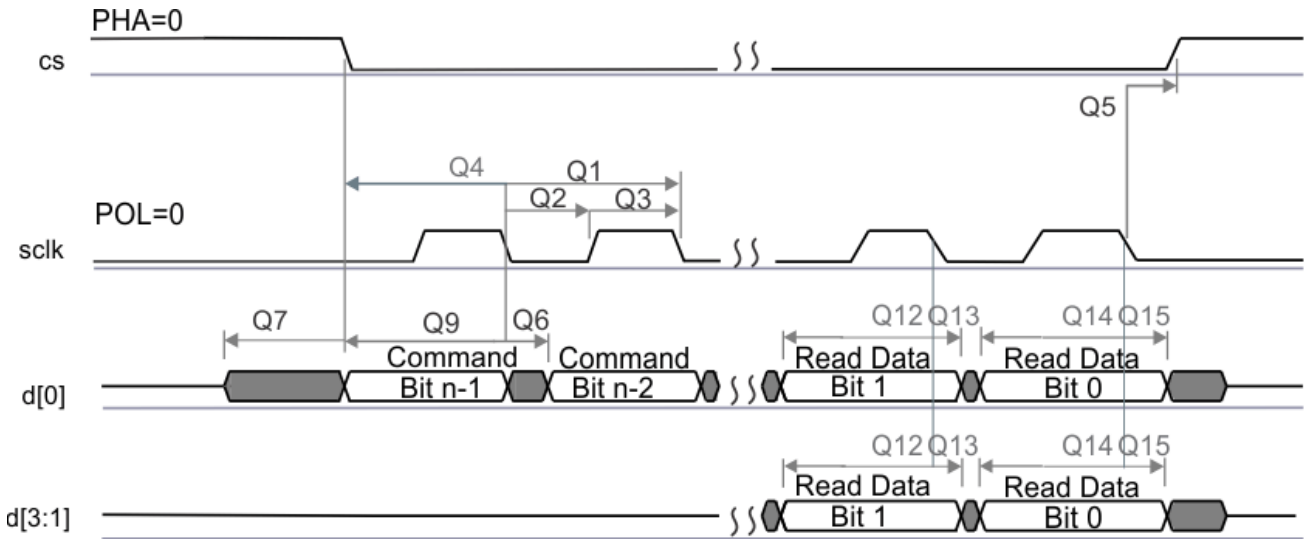 PHA=0
cs
Q5
Q4 Q1
Q2 Q3
POL=0
sclk
Q7 Q9 Q6 Q12 Q13 Q14 Q15
Command Command Read Data Read Data
d[0] Bit n-1 Bit n-2 Bit 1 Bit 0
Q12 Q13 Q14 Q15
Read Data Read Data
d[3:1] Bit 1 Bit 0